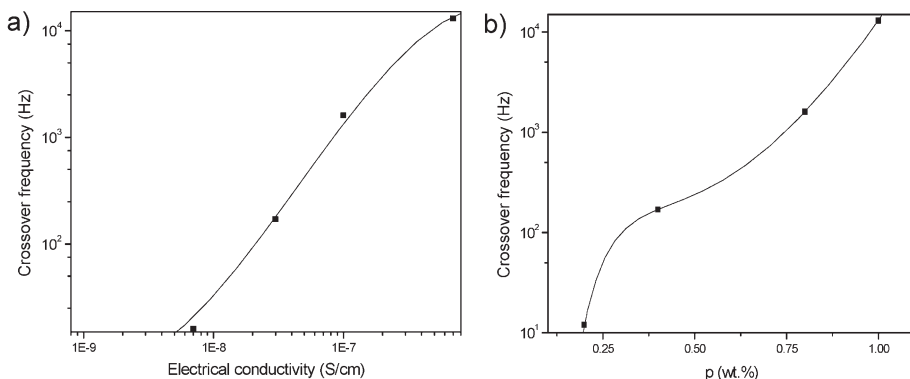 a)
10^4
10^3
10^2
Crossover frequency (Hz)
1E-9 1E-8 1E-7
Electrical conductivity (S/cm)
b)
10^4
10^3
10^2
10^1
Crossover frequency (Hz)
0.25 0.50 0.75 1.00
p (wt.%)